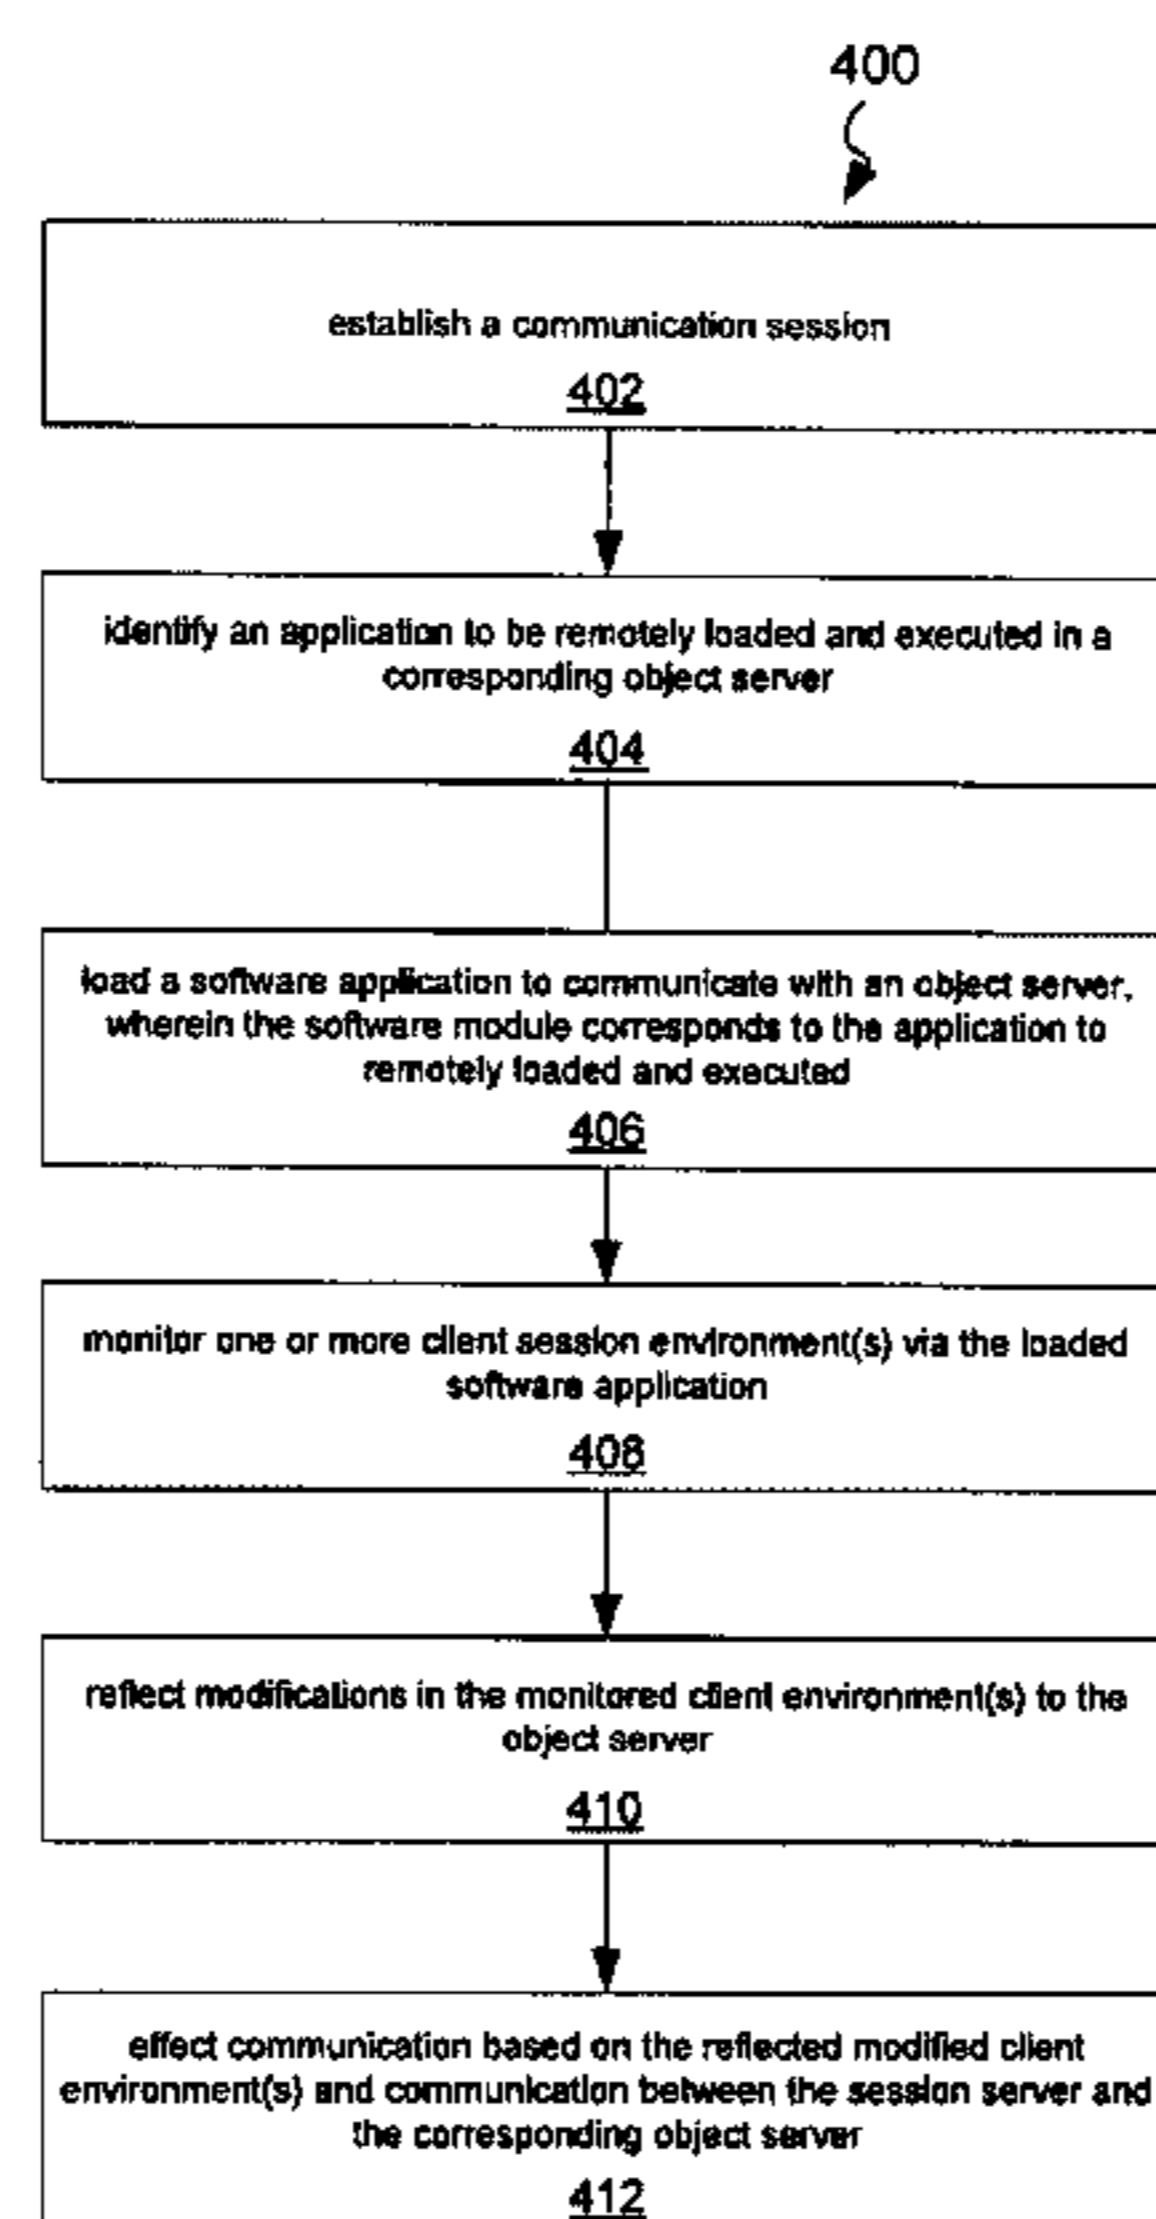 400
establish a communication session
402
identify an application to be remotely loaded and executed in a
corresponding object server
404
load a software application to communicate with an object server,
wherein the software module corresponds to the application to
remotely loaded and executed
406
monitor one or more client session environment(s) via the loaded
software application
408
reflect modifications in the monitored client environment(s) to the
object server
410
effect communication based on the reflected modified client
environment(s) and communication between the session server and
the corresponding object server
412